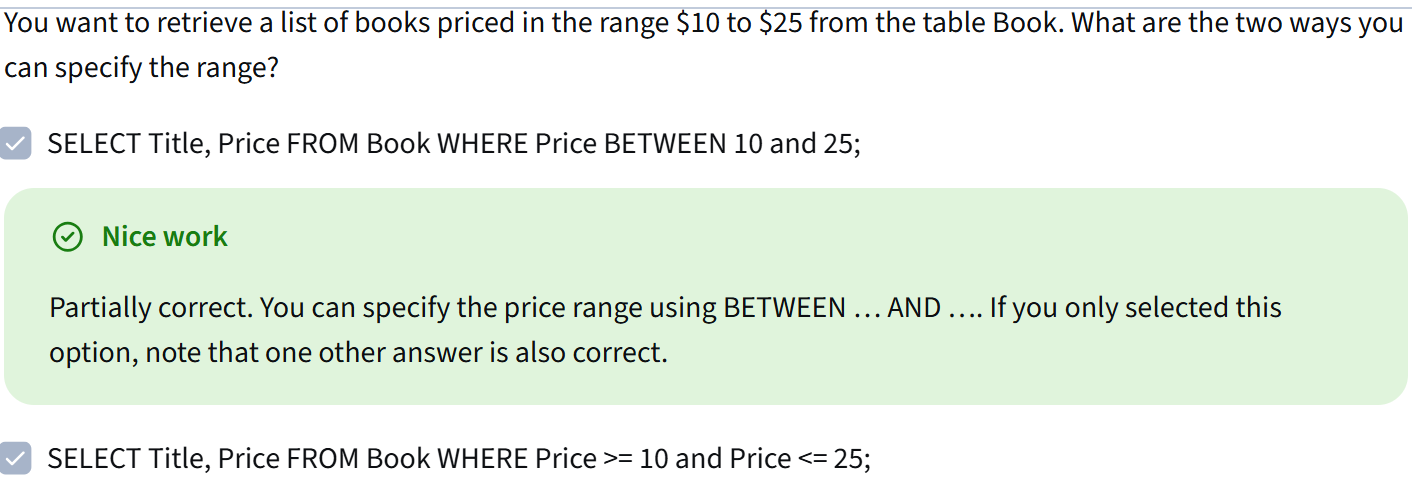 You want to retrieve a list of books priced in the range $10 to $25 from the table Book. What are the two ways you
can specify the range?
SELECT Title, Price FROM Book WHERE Price BETWEEN 10 and 25;
Nice work
Partially correct. You can specify the price range using BETWEEN … AND …. If you only selected this
option, note that one other answer is also correct.
SELECT Title, Price FROM Book WHERE Price >= 10 and Price <= 25;